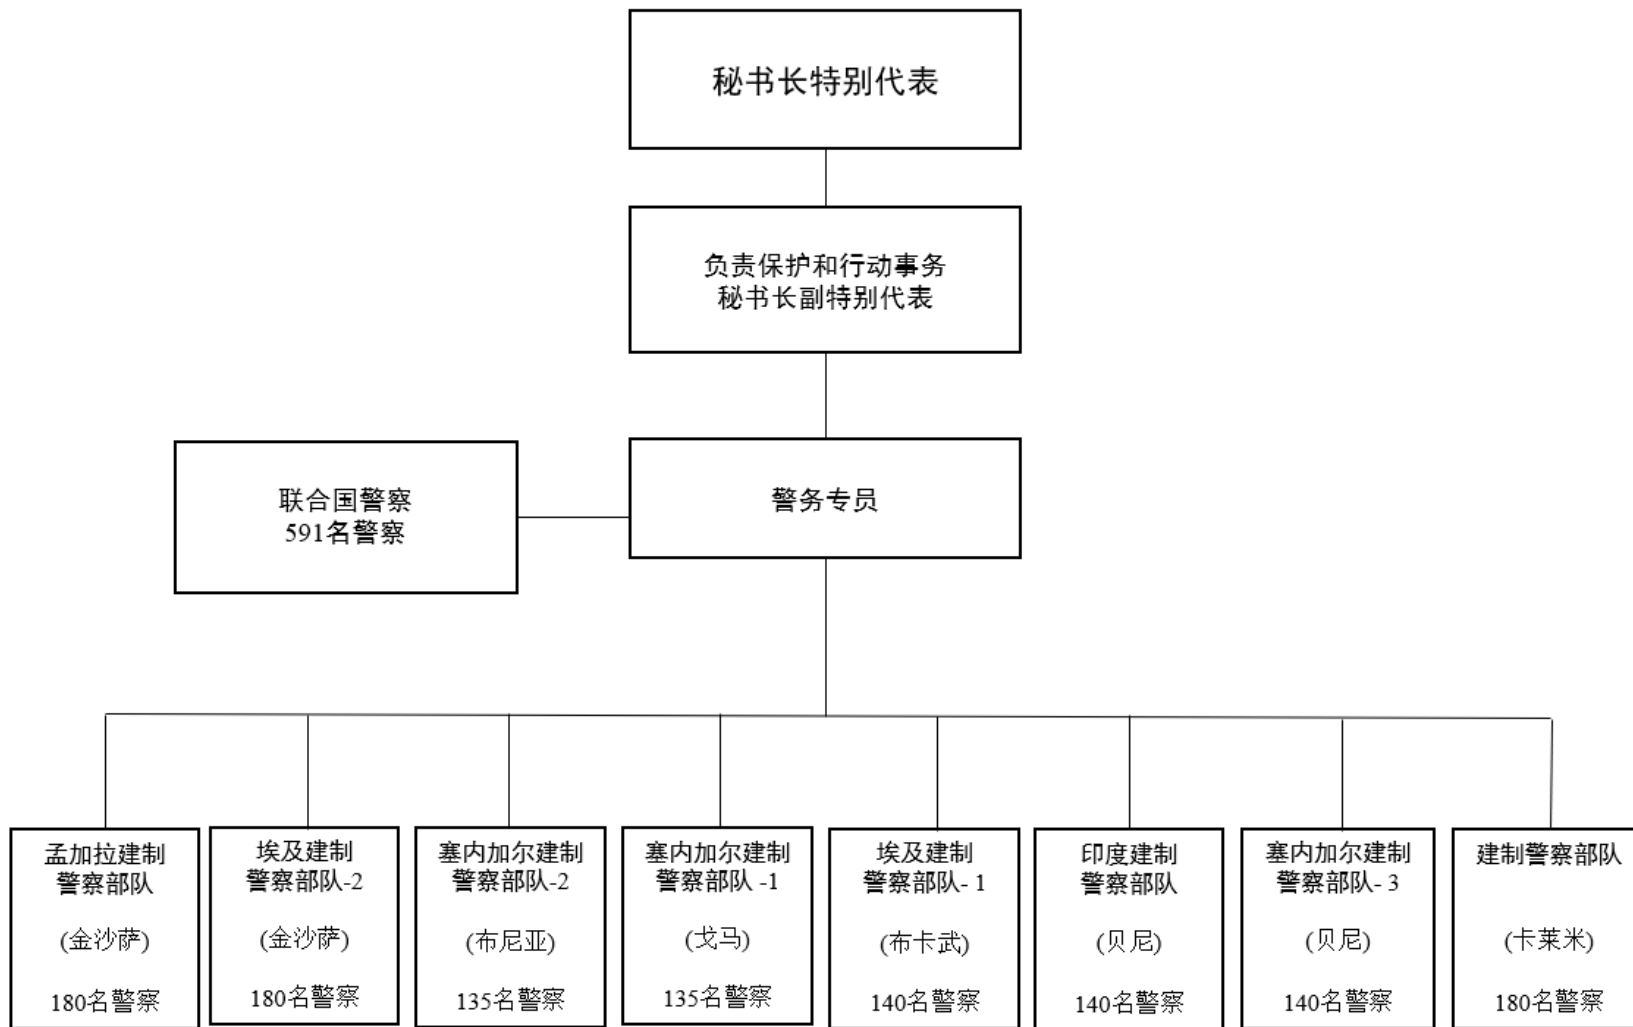 秘书长特别代表
负责保护和行动事务
秘书长副特别代表
联合国警察
591名警察
警务专员
孟加拉建制
警察部队
(金沙萨)
180名警察
埃及建制
警察部队-2
(金沙萨)
180名警察
塞内加尔建制
警察部队-2
(布尼亚)
135名警察
塞内加尔建制
警察部队 -1
(戈马)
135名警察
埃及建制
警察部队- 1
(布卡武)
140名警察
印度建制
警察部队
(贝尼)
140名警察
塞内加尔建制
警察部队- 3
(贝尼)
140名警察
建制警察部队
(卡莱米)
180名警察